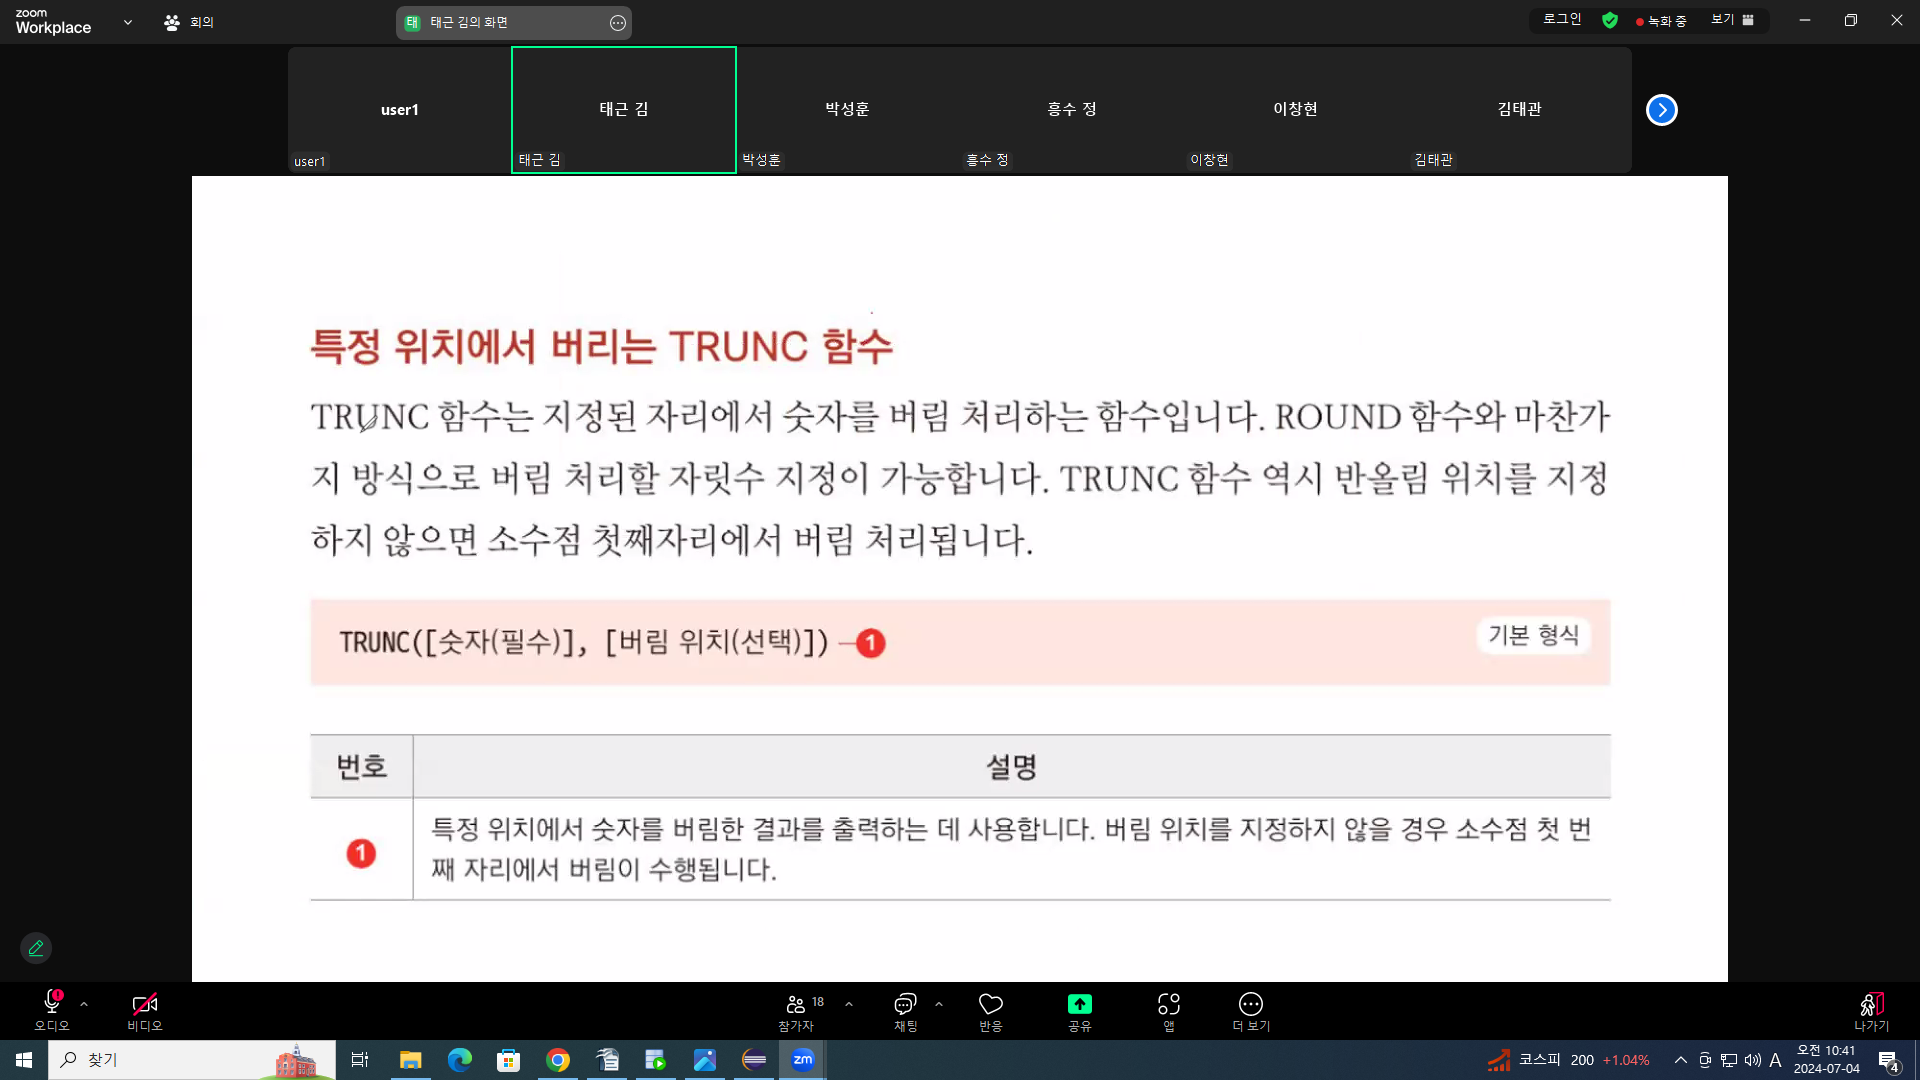 zoom
Workplace
회의
태 태근 김의 화면
로그인
녹화 중
보기
user1
태근 김
박성훈
흥수 정
이창현
김태관
user1
태근 김
박성훈
흥수 정
이창현
김태관
특정 위치에서 버리는 TRUNC 함수
TRUNC 함수는 지정된 자리에서 숫자를 버림 처리하는 함수입니다. ROUND 함수와 마찬가
지 방식으로 버림 처리할 자릿수 지정이 가능합니다. TRUNC 함수 역시 반올림 위치를 지정
하지 않으면 소수점 첫째자리에서 버림 처리됩니다.
TRUNC([숫자(필수)], [버림 위치(선택)]) 1
기본 형식
번호 설명
1 특정 위치에서 숫자를 버림한 결과를 출력하는 데 사용합니다. 버림 위치를 지정하지 않을 경우 소수점 첫 번
째 자리에서 버림이 수행됩니다.
오디오
비디오
18
참가자
채팅
반응
공유
앱
더 보기
나가기
찾기
zm
코스피 200 +1.04%
A
오전 10:41
2024-07-04
4